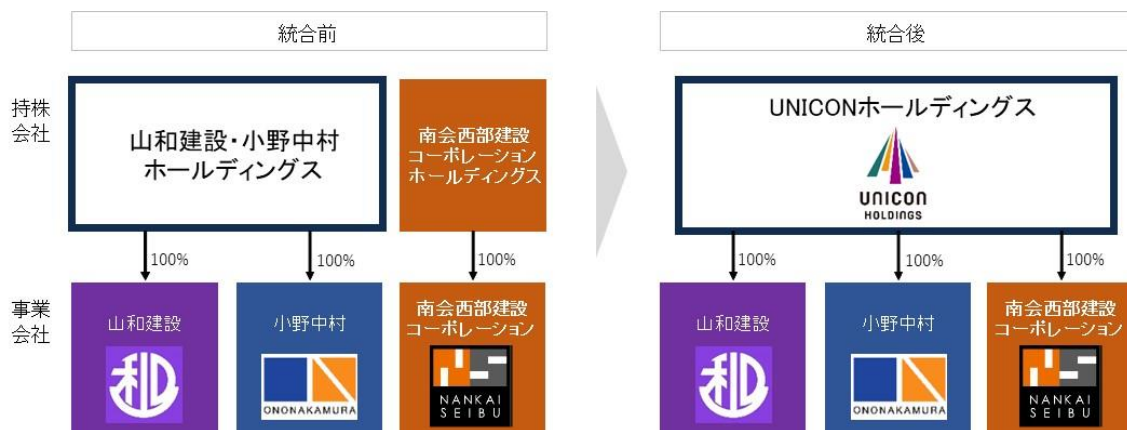 統合前
統合後
持株
会社
山和建設・小野中村
ホールディングス
南会西部建設
コーポレーション
ホールディングス
UNICONホールディングス
UNICON
HOLDINGS
100%
100%
100%
100%
100%
100%
事業
会社
山和建設
小野中村
ONONAKAMURA
南会西部建設
コーポレーション
NANKAI
SEIBU
山和建設
小野中村
ONONAKAMURA
南会西部建設
コーポレーション
NANKAI
SEIBU